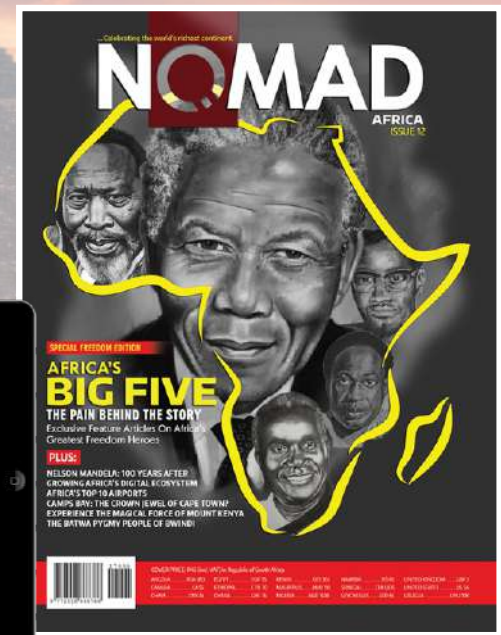 ...Celebrating the world's richest continent.
NOMAD
AFRICA
ISSUE 12
SPECIAL FREEDOM EDITION
AFRICA'S
BIG FIVE
THE PAIN BEHIND THE STORY
Exclusive Feature Articles On Africa's
Greatest Freedom Heroes
PLUS:
NELSON MANDELA: 100 YEARS AFTER
GROWING AFRICA'S DIGITAL ECOSYSTEM
AFRICA'S TOP 10 AIRPORTS
CAMPS BAY: THE CROWN JEWEL OF CAPE TOWN?
EXPERIENCE THE MAGICAL FORCE OF MOUNT KENYA
THE BATWA PYGMY PEOPLE OF BWINDI